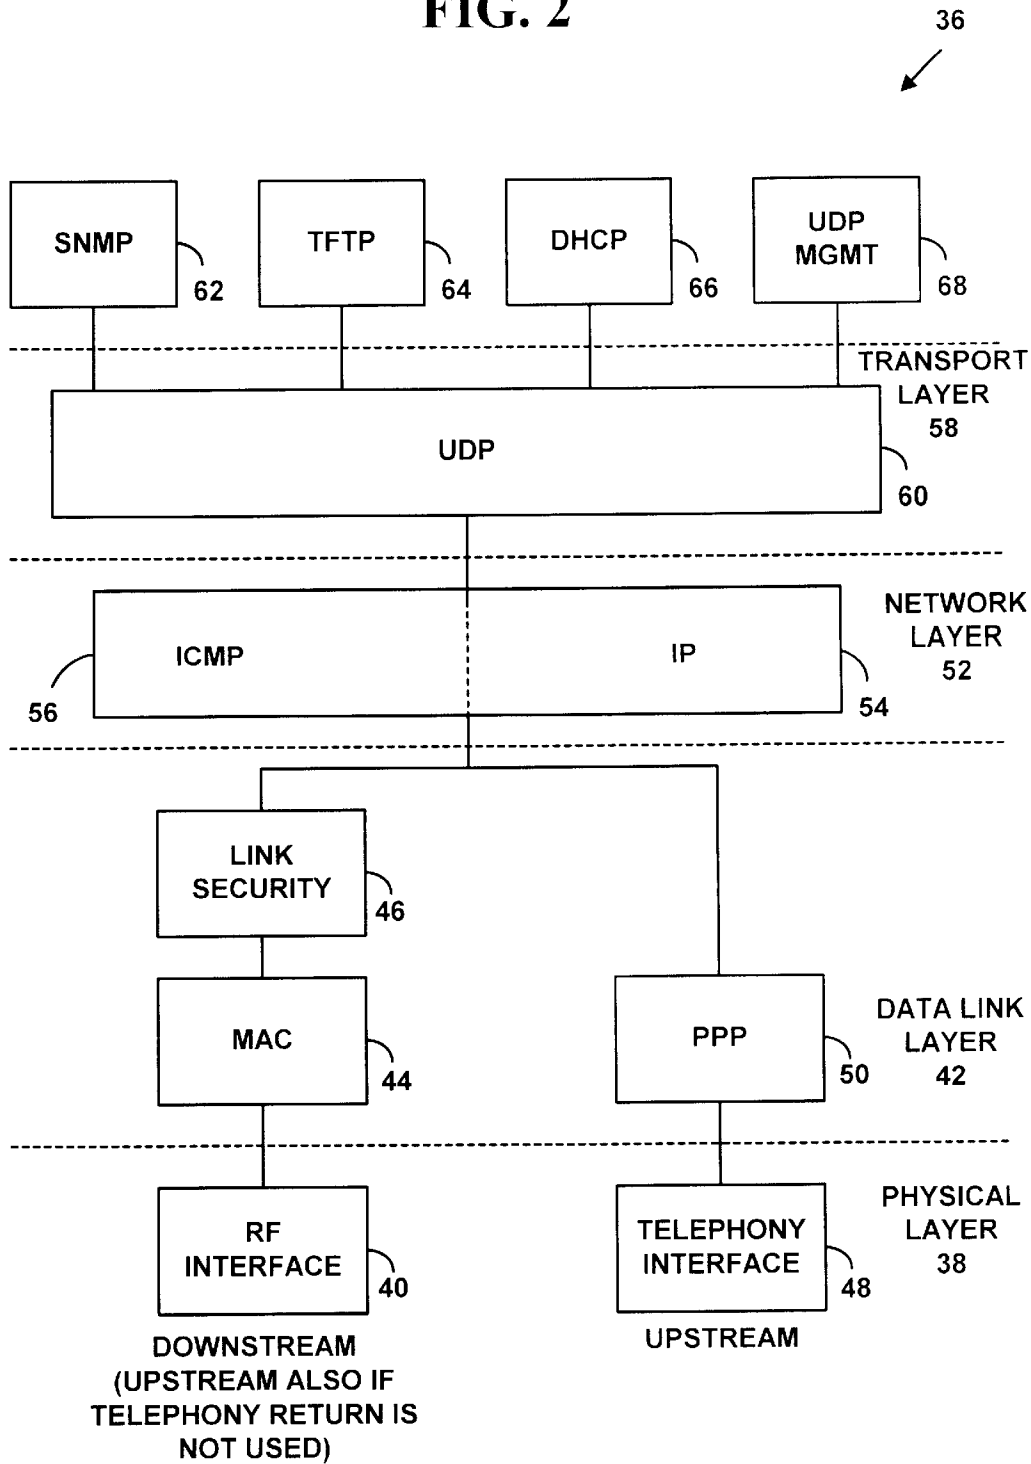 FIG. 2
36
SNMP
62
TFTP
64
DHCP
66
UDP
MGMT
68
TRANSPORT
LAYER
58
UDP
60
NETWORK
LAYER
52
ICMP
56
IP
54
LINK
SECURITY
46
MAC
44
PPP
50
DATA LINK
LAYER
42
PHYSICAL
LAYER
38
RF
INTERFACE
40
TELEPHONY
INTERFACE
48
DOWNSTREAM
(UPSTREAM ALSO IF
TELEPHONY RETURN IS
NOT USED)
UPSTREAM